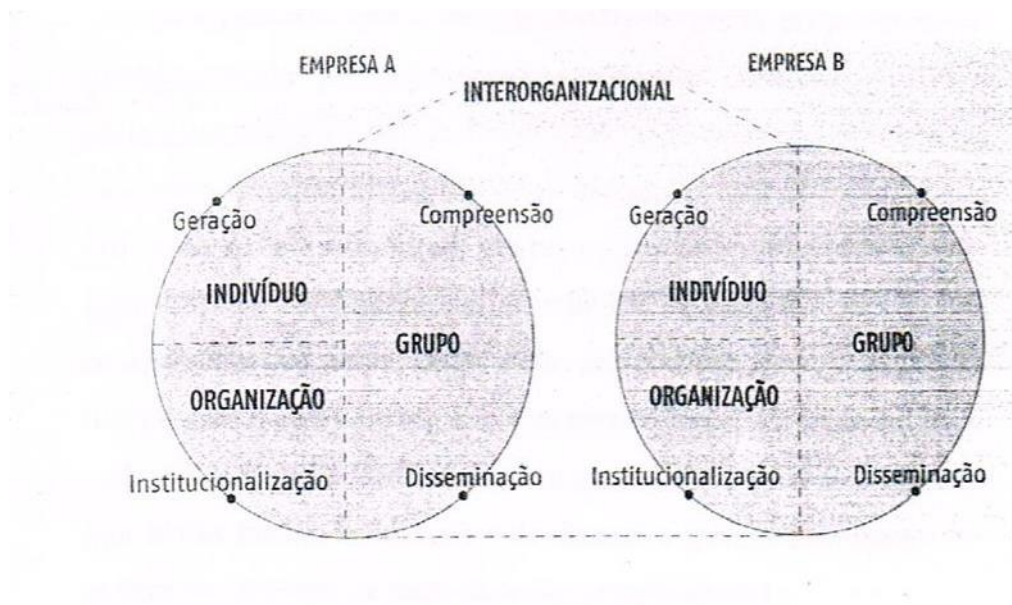 EMPRESA A
EMPRESA B
INTERORGANIZACIONAL
Geração
Compreensão
INDIVÍDUO
GRUPO
ORGANIZAÇÃO
Institucionalização
Disseminação
Geração
Compreensão
INDIVÍDUO
GRUPO
ORGANIZAÇÃO
Institucionalização
Disseminação